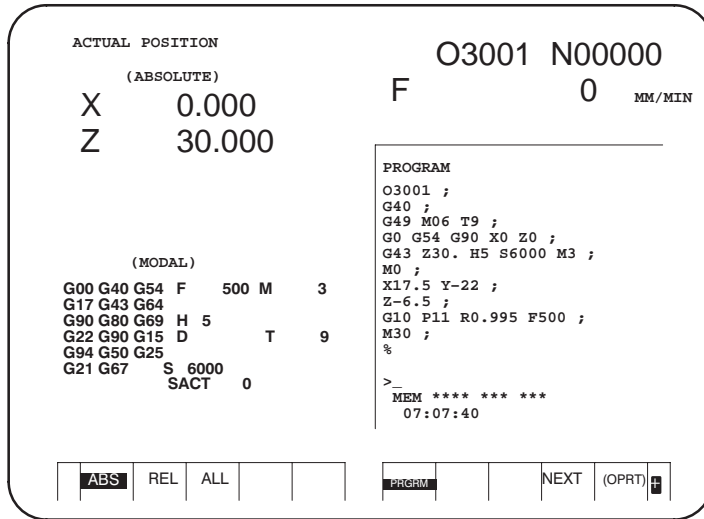 ACTUAL POSITION
(ABSOLUTE)
X 0.000
Z 30.000
O3001 N00000
F 0 MM/MIN
(MODAL)
G00 G40 G54 F 500 M 3
G17 G43 G64
G90 G80 G69 H 5
G22 G90 G15 D T 9
G94 G50 G25
G21 G67 S 6000
SACT 0
PROGRAM
O3001 ;
G40 ;
G49 M06 T9 ;
G0 G54 G90 X0 Z0 ;
G43 Z30. H5 S6000 M3 ;
M0 ;
X17.5 Y-22 ;
Z-6.5 ;
G10 P11 R0.995 F500 ;
M30 ;
%
>_
MEM **** *** ***
07:07:40
ABS REL ALL
PRGRM NEXT (OPRT) +